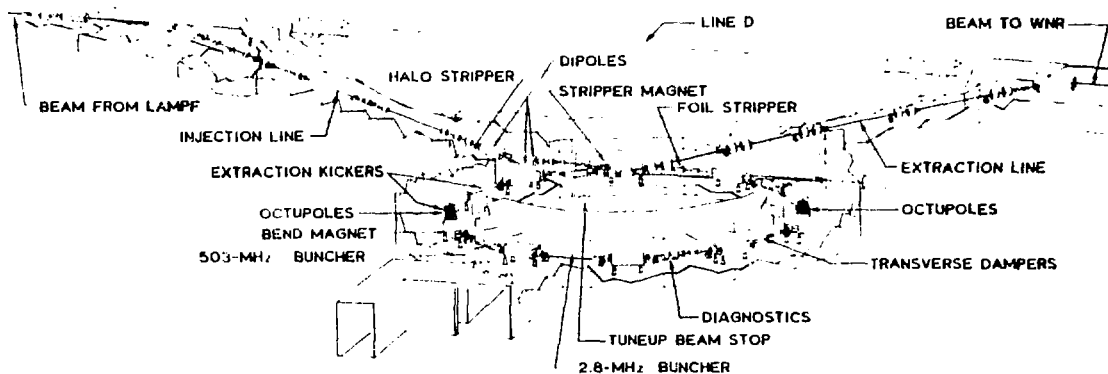 LINE D
BEAM TO WNR
DIPOLES
HALO STRIPPER
STRIPPER MAGNET
BEAM FROM LAMPF
FOIL STRIPPER
INJECTION LINE
EXTRACTION KICKERS
EXTRACTION LINE
OCTUPOLES
OCTUPOLES
BEND MAGNET
503-MHz BUNCHER
TRANSVERSE DAMPERS
DIAGNOSTICS
TUNEUP BEAM STOP
2.8-MHz BUNCHER